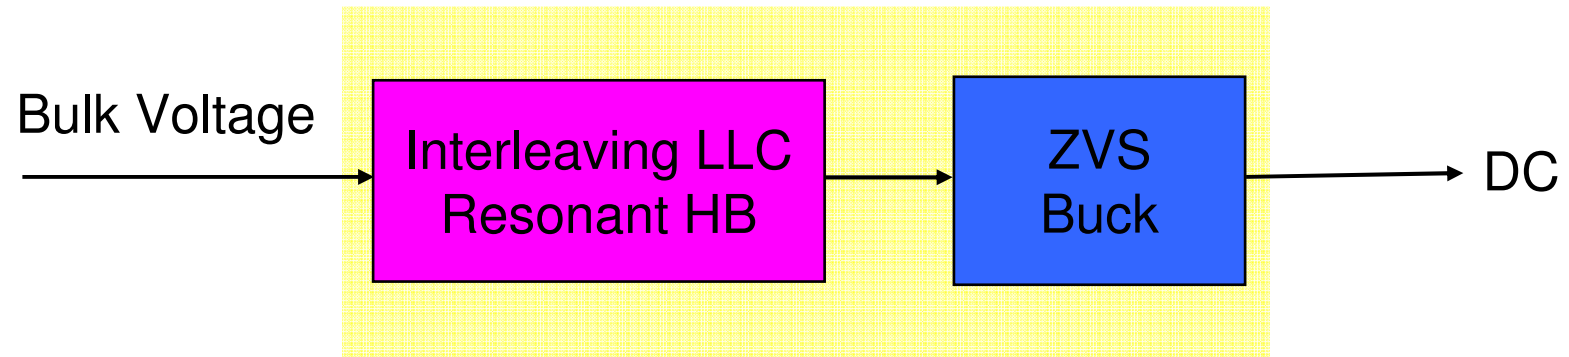 Bulk Voltage
Interleaving LLC
Resonant HB
ZVS
Buck
DC